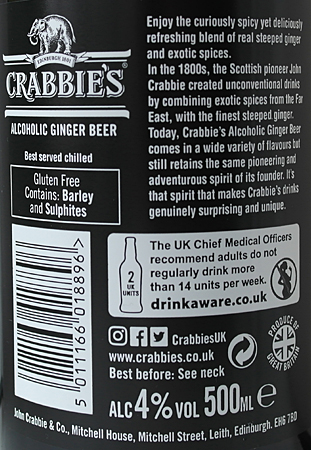 EDINBURGH 1801
CRABBIE'S
ALCOHOLIC GINGER BEER
Best served chilled
Gluten Free
Contains: Barley
and Sulphites
5 011166 018896
Enjoy the curiously spicy yet deliciously
refreshing blend of real steeped ginger
and exotic spices.
In the 1800s, the Scottish pioneer John
Crabbie created unconventional drinks
by combining exotic spices from the Far
East, with the finest steeped ginger.
Today, Crabbie's Alcoholic Ginger Beer
comes in a wide variety of flavours but
still retains the same pioneering and
adventurous spirit of its founder. It's
that spirit that makes Crabbie's drinks
genuinely surprising and unique.
2
UK
UNITS
The UK Chief Medical Officers
recommend adults do not
regularly drink more
than 14 units per week.
drinkaware.co.uk
CrabbiesUK
www.crabbies.co.uk
Best before: See neck
PRODUCE OF
GREAT BRITAIN
ALC 4% VOL 500ML e
John Crabbie & Co., Mitchell House, Mitchell Street, Leith, Edinburgh. EH6 7BD